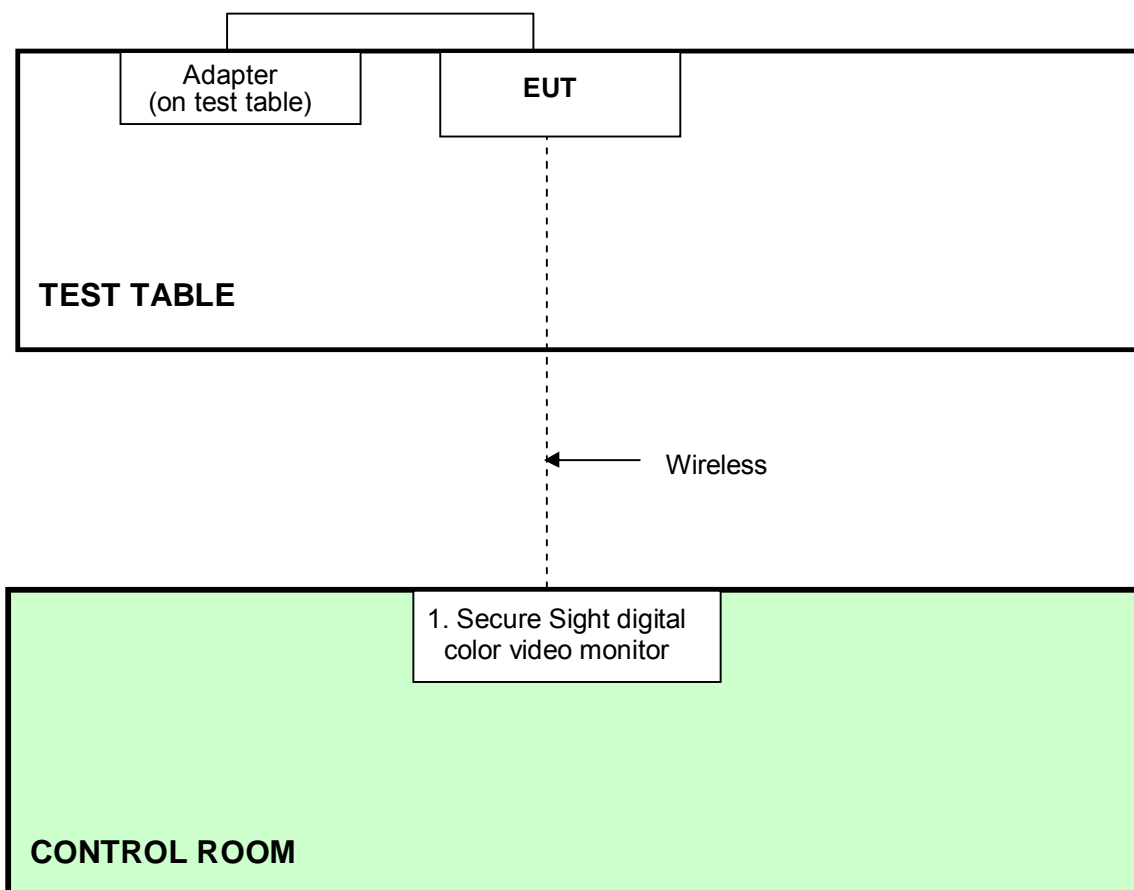 Adapter
(on test table)
EUT
TEST TABLE
Wireless
1. Secure Sight digital
color video monitor
CONTROL ROOM